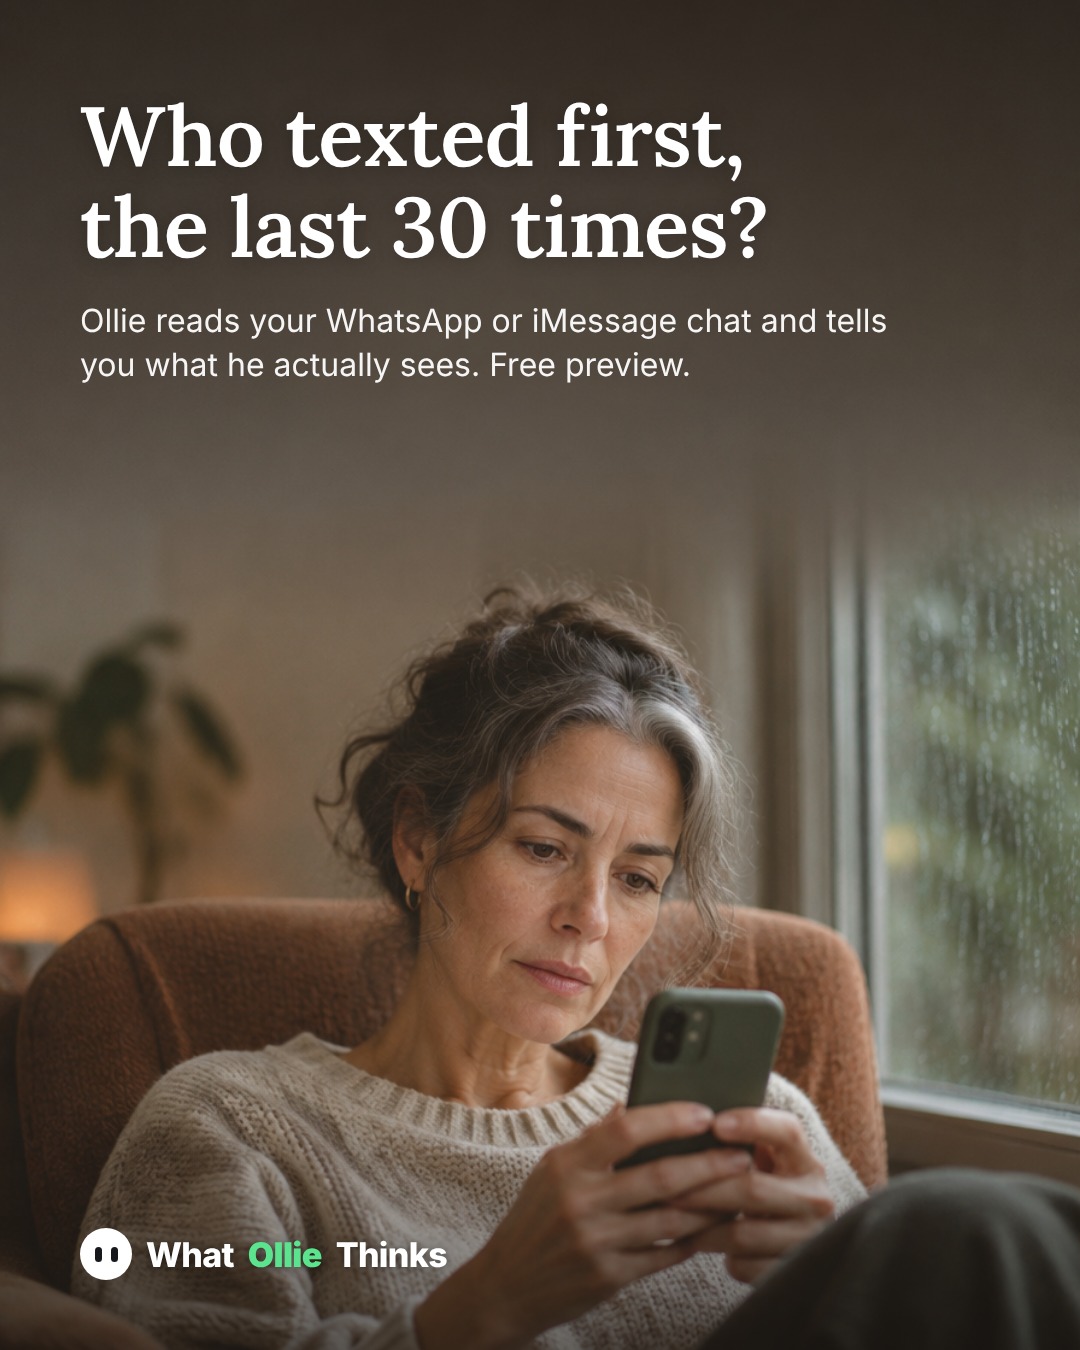 Who texted first,
the last 30 times?
Ollie reads your WhatsApp or iMessage chat and tells
you what he actually sees. Free preview.
What Ollie Thinks